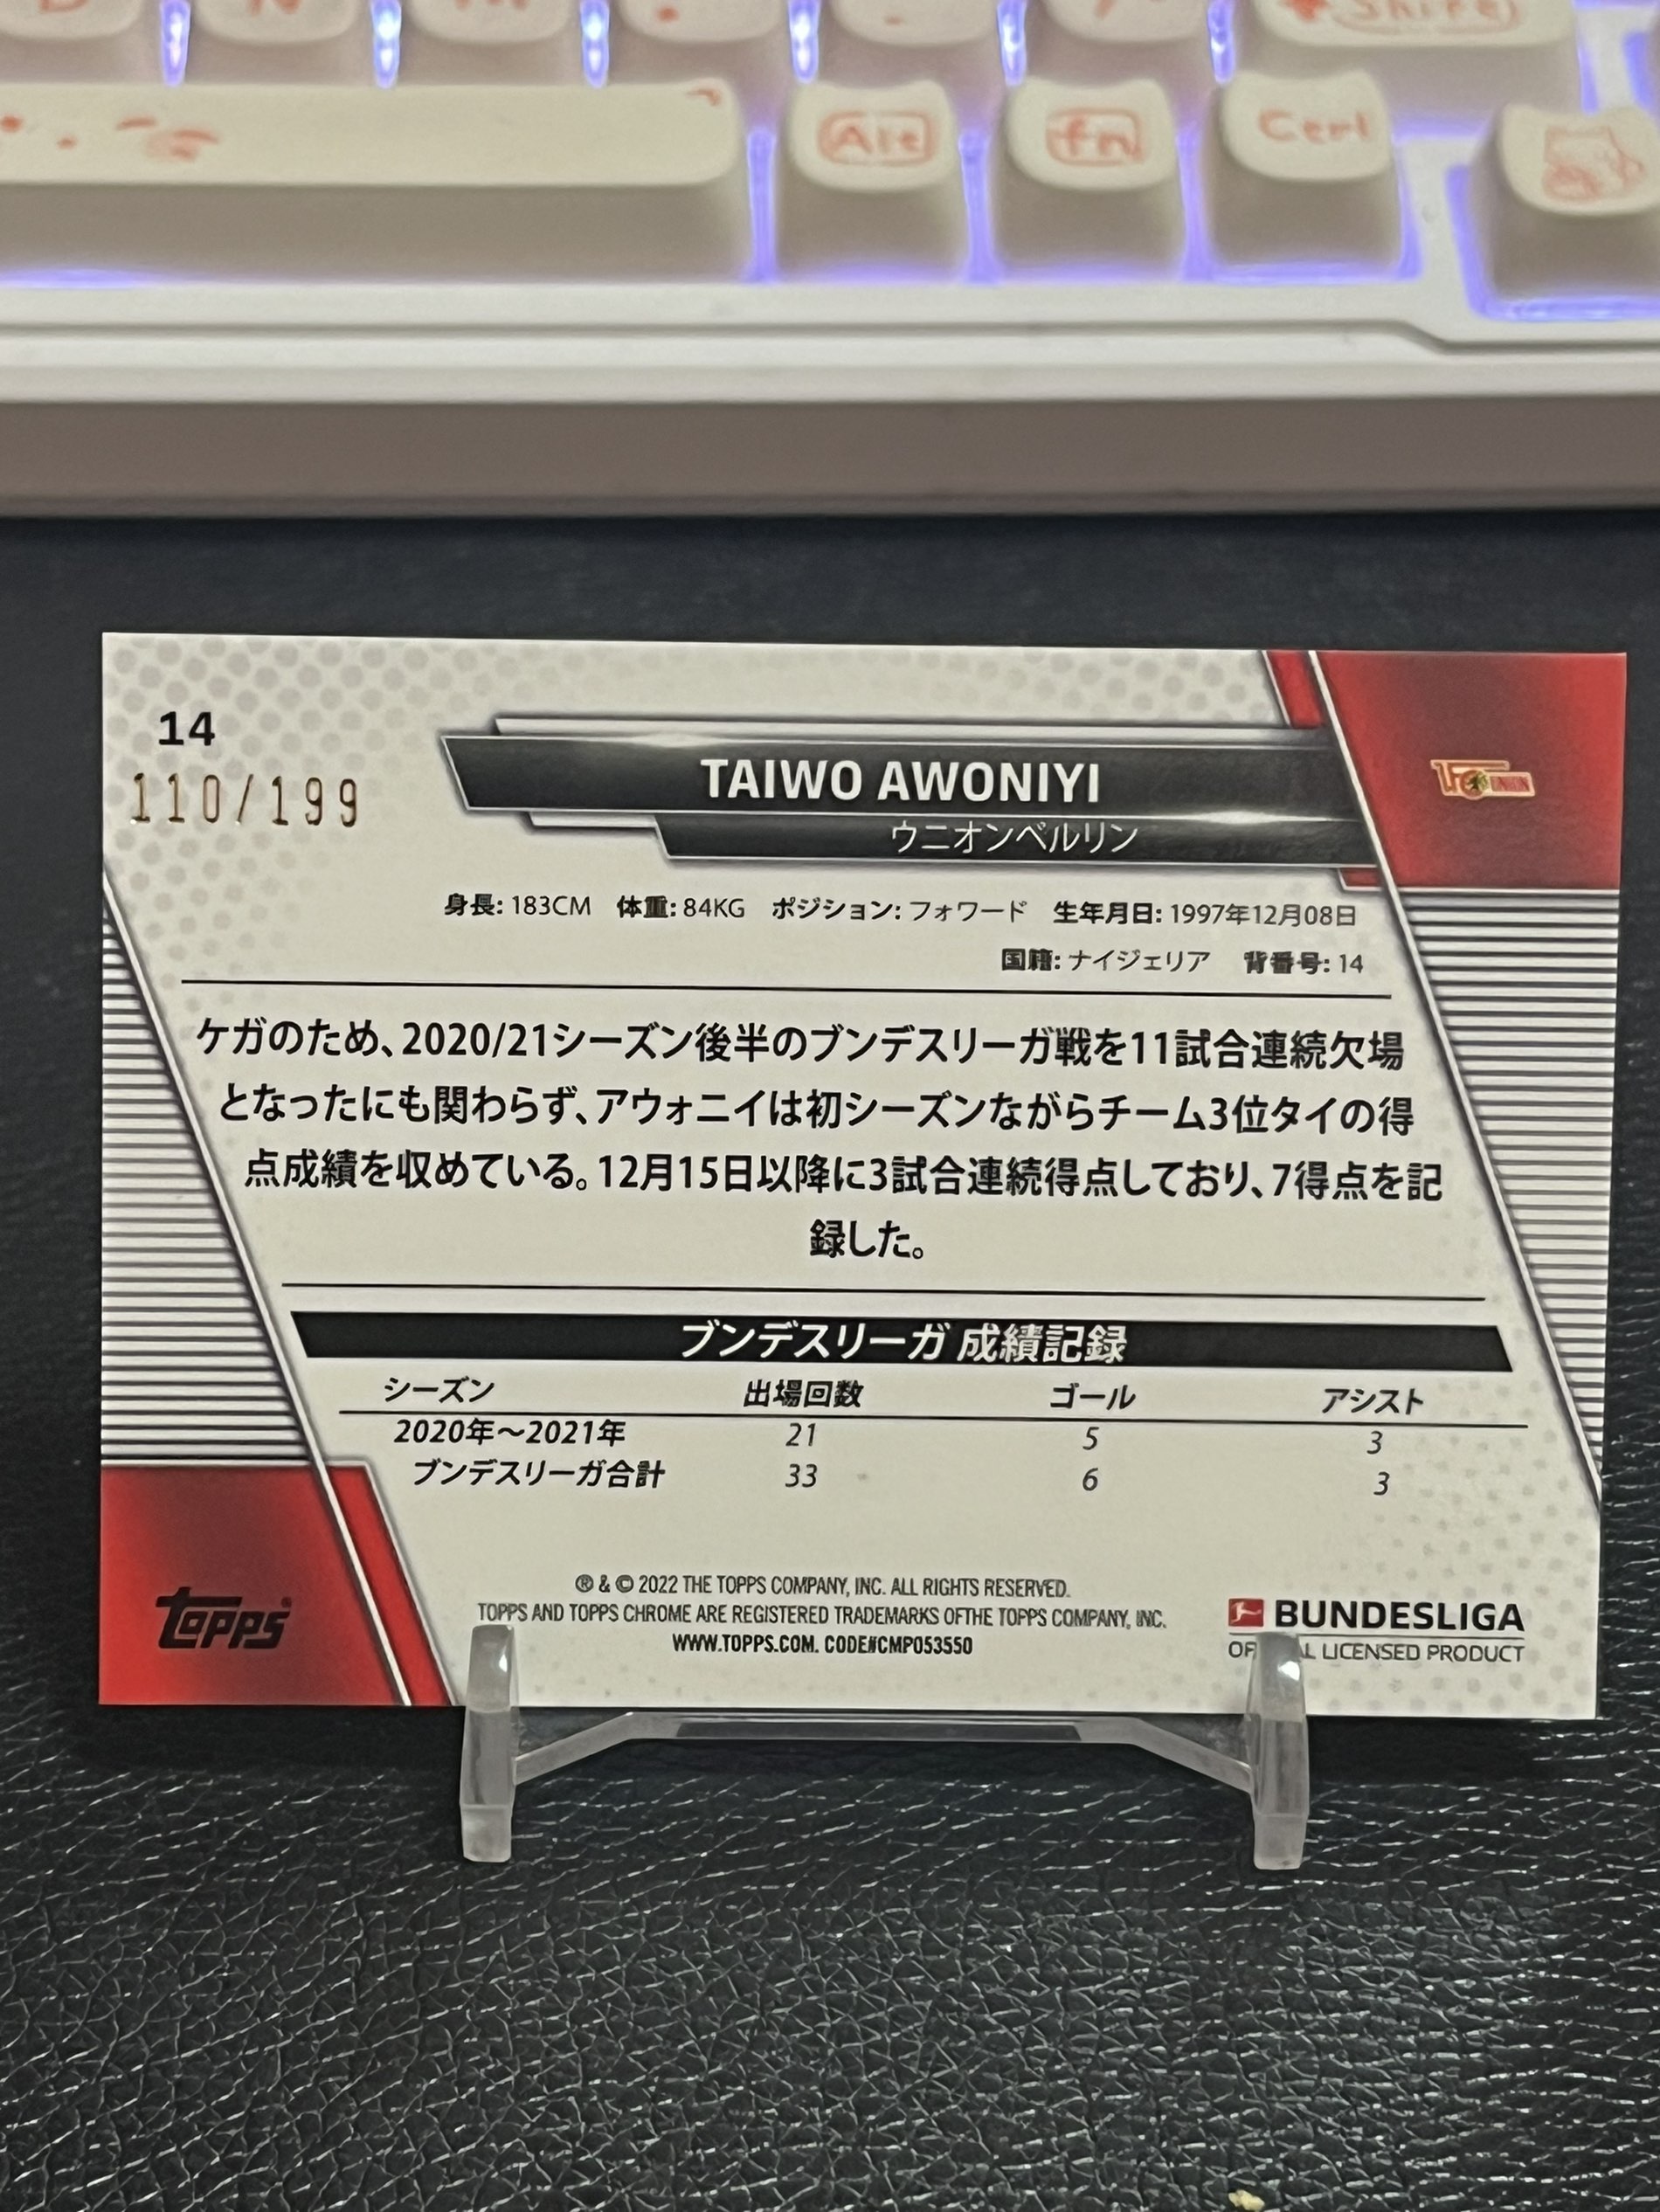 Shift
Alt
fn
14
110/199
TAIWO AWONIYI
ウニオンベルリン
1.FC UNION
身長: 183CM 体重: 84KG ポジション: フォワード 生年月日: 1997年12月08日
国籍: ナイジェリア 背番号: 14
ケガのため、2020/21シーズン後半のブンデスリーガ戦を11試合連続欠場
となったにも関わらず、アウォニイは初シーズンながらチーム3位タイの得
点成績を収めている。12月15日以降に3試合連続得点しており、7得点を記
録した。
ブンデスリーガ 成績記録
シーズン 出場回数 ゴール アシスト
2020年〜2021年 21 5 3
ブンデスリーガ合計 33 6 3
® & © 2022 THE TOPPS COMPANY, INC. ALL RIGHTS RESERVED.
TOPPS AND TOPPS CHROME ARE REGISTERED TRADEMARKS OFTHE TOPPS COMPANY, INC.
WWW.TOPPS.COM. CODE#CMP053550
topps®
BUNDESLIGA
LICENSED PRODUCT